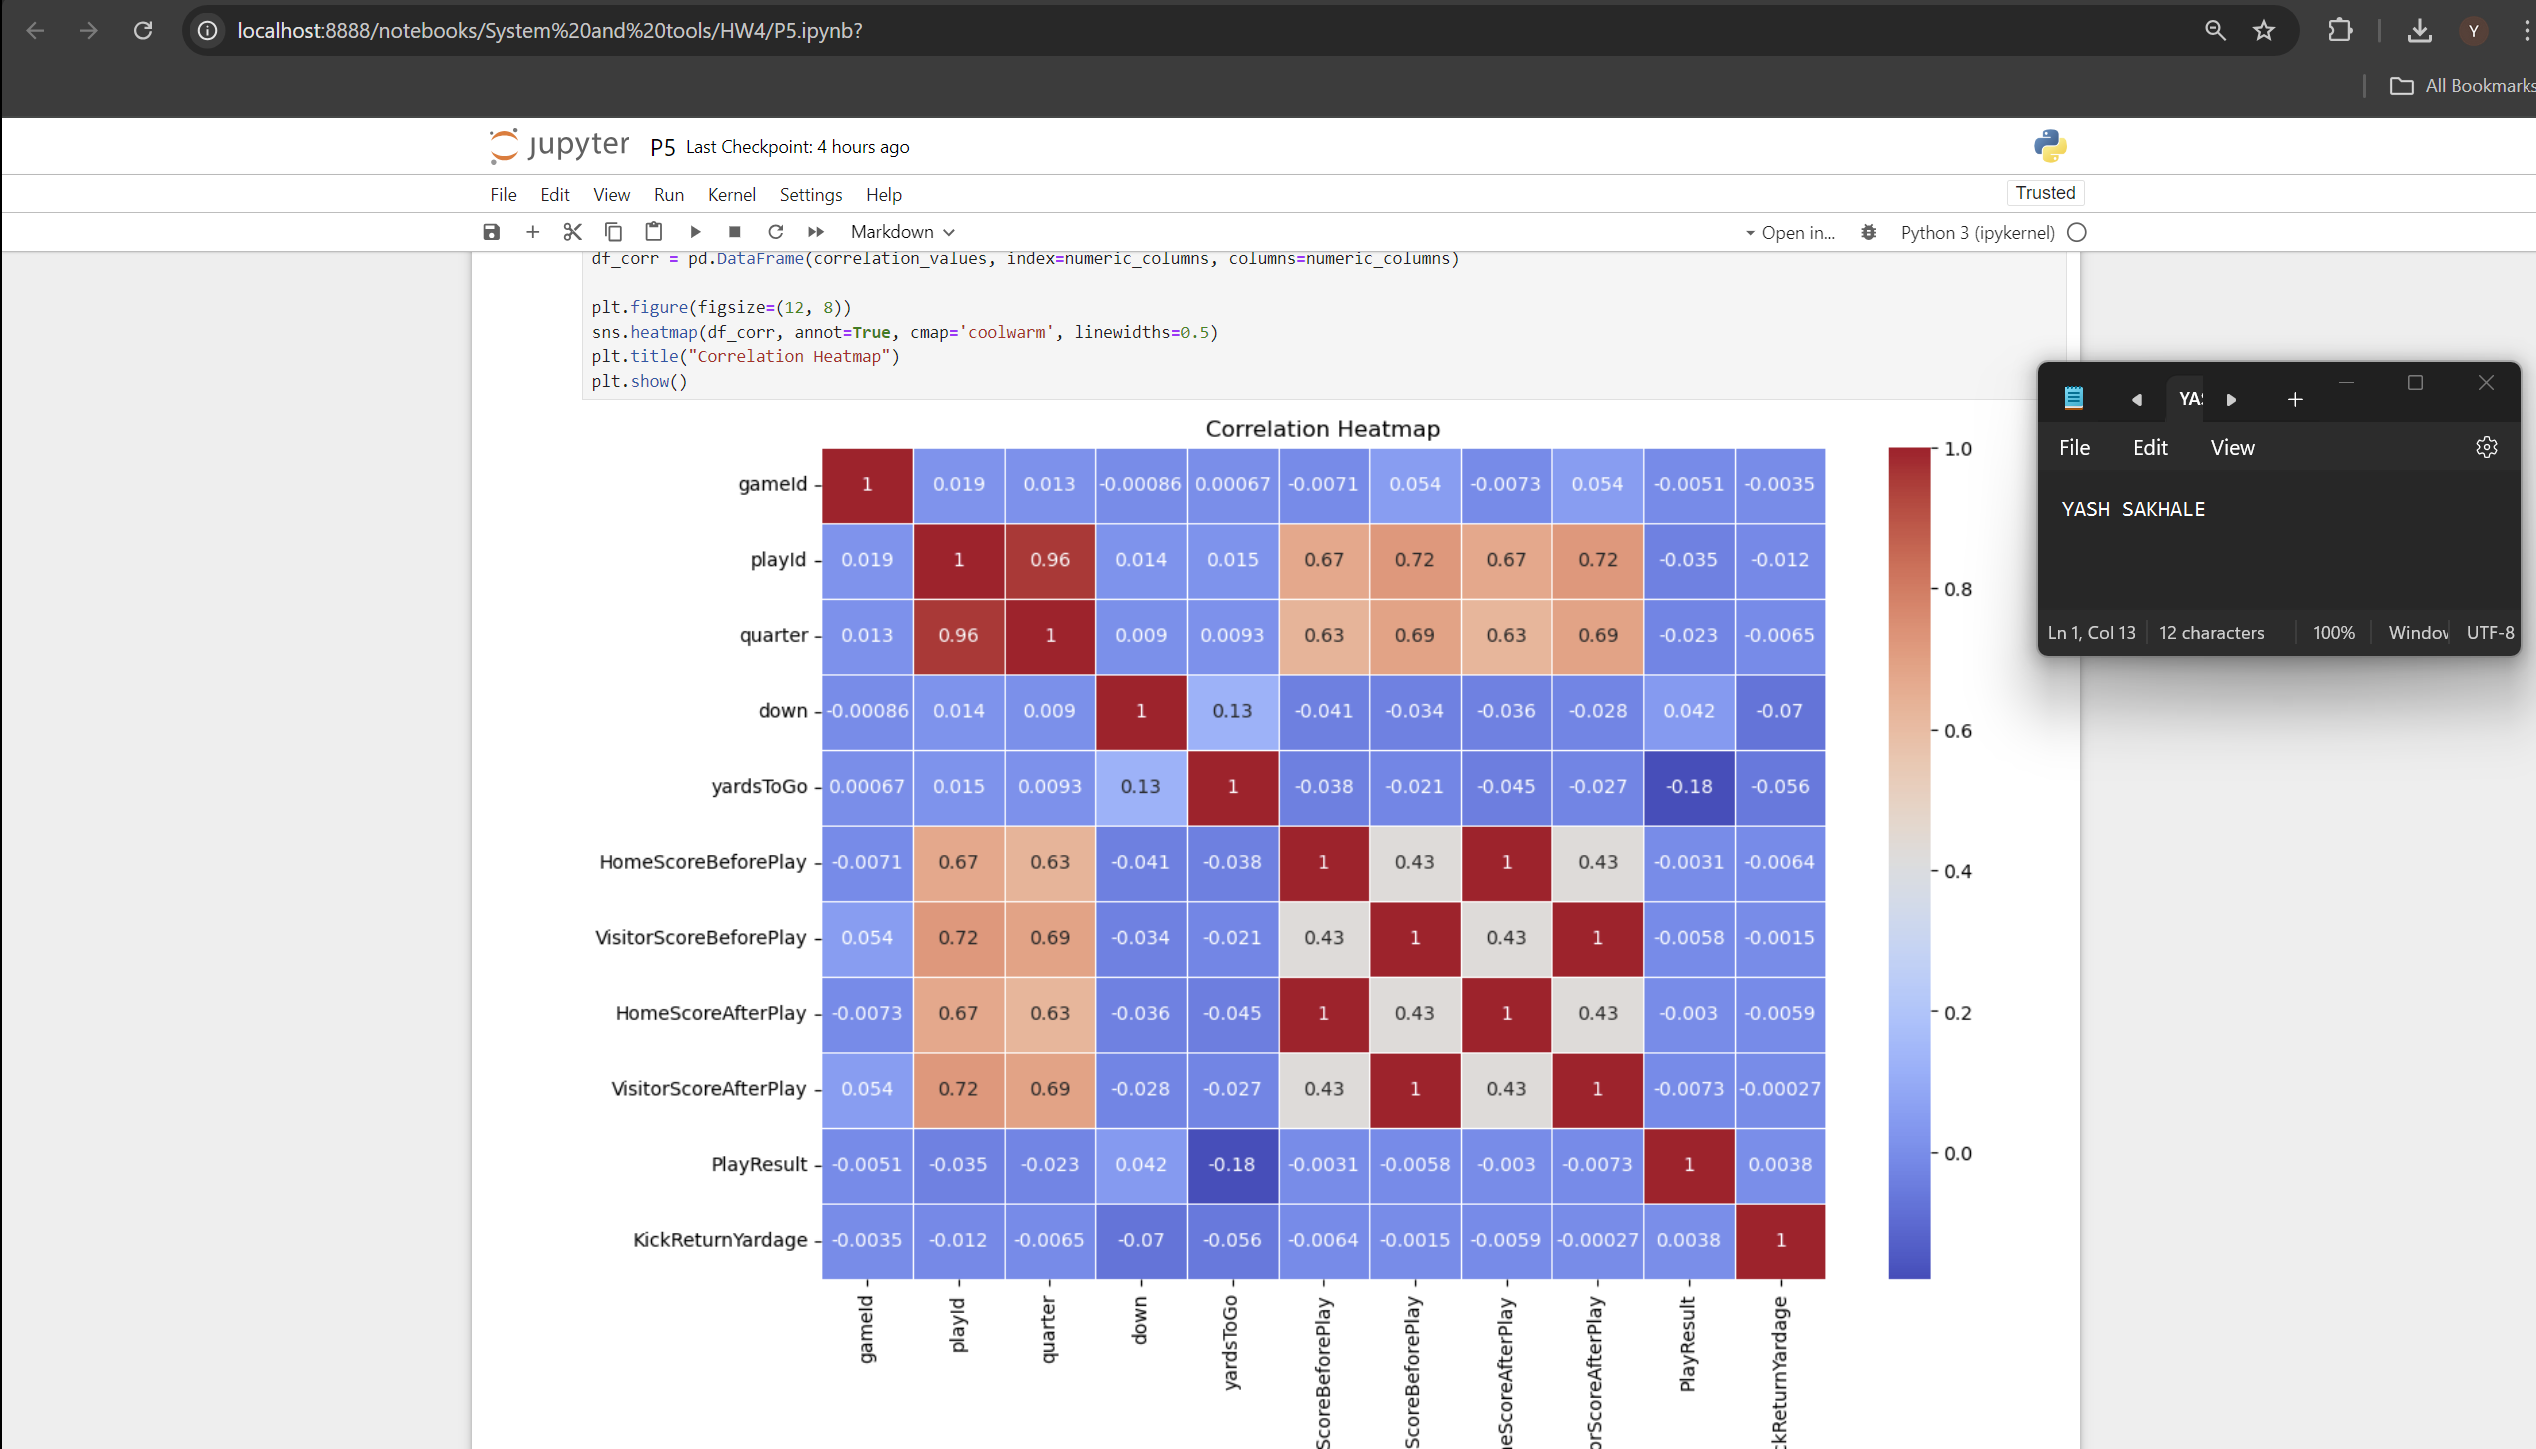 localhost:8888/notebooks/System%20and%20tools/HW4/P5.ipynb?
Y
All Bookmarks
jupyter P5 Last Checkpoint: 4 hours ago
File Edit View Run Kernel Settings Help
Trusted
Markdown
Open in...
Python 3 (ipykernel)
df_corr = pd.DataFrame(correlation_values, index=numeric_columns, columns=numeric_columns)
plt.figure(figsize=(12, 8))
sns.heatmap(df_corr, annot=True, cmap='coolwarm', linewidths=0.5)
plt.title("Correlation Heatmap")
plt.show()
Correlation Heatmap
gameId 1 0.019 0.013 -0.00086 0.00067 -0.0071 0.054 -0.0073 0.054 -0.0051 -0.0035
playId 0.019 1 0.96 0.014 0.015 0.67 0.72 0.67 0.72 -0.035 -0.012
quarter 0.013 0.96 1 0.009 0.0093 0.63 0.69 0.63 0.69 -0.023 -0.0065
down -0.00086 0.014 0.009 1 0.13 -0.041 -0.034 -0.036 -0.028 0.042 -0.07
yardsToGo 0.00067 0.015 0.0093 0.13 1 -0.038 -0.021 -0.045 -0.027 -0.18 -0.056
HomeScoreBeforePlay -0.0071 0.67 0.63 -0.041 -0.038 1 0.43 1 0.43 -0.0031 -0.0064
VisitorScoreBeforePlay 0.054 0.72 0.69 -0.034 -0.021 0.43 1 0.43 1 -0.0058 -0.0015
HomeScoreAfterPlay -0.0073 0.67 0.63 -0.036 -0.045 1 0.43 1 0.43 -0.003 -0.0059
VisitorScoreAfterPlay 0.054 0.72 0.69 -0.028 -0.027 0.43 1 0.43 1 -0.0073 -0.00027
PlayResult -0.0051 -0.035 -0.023 0.042 -0.18 -0.0031 -0.0058 -0.003 -0.0073 1 0.0038
KickReturnYardage -0.0035 -0.012 -0.0065 -0.07 -0.056 -0.0064 -0.0015 -0.0059 -0.00027 0.0038 1
gameId
playId
quarter
down
yardsToGo
ScoreBeforePlay
ScoreBeforePlay
eScoreAfterPlay
orScoreAfterPlay
PlayResult
ckReturnYardage
1.0
0.8
0.6
0.4
0.2
0.0
YAS
File Edit View
YASH SAKHALE
Ln 1, Col 13 12 characters 100% Window UTF-8